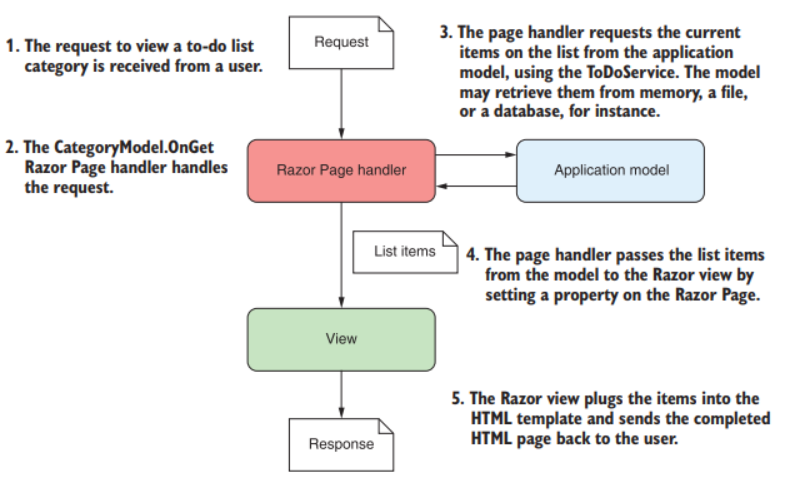 1. The request to view a to-do list
category is received from a user.
Request
3. The page handler requests the current
items on the list from the application
model, using the ToDoService. The model
may retrieve them from memory, a file,
or a database, for instance.
2. The CategoryModel.OnGet
Razor Page handler handles
the request.
Razor Page handler
Application model
List items
4. The page handler passes the list items
from the model to the Razor view by
setting a property on the Razor Page.
View
5. The Razor view plugs the items into the
HTML template and sends the completed
HTML page back to the user.
Response